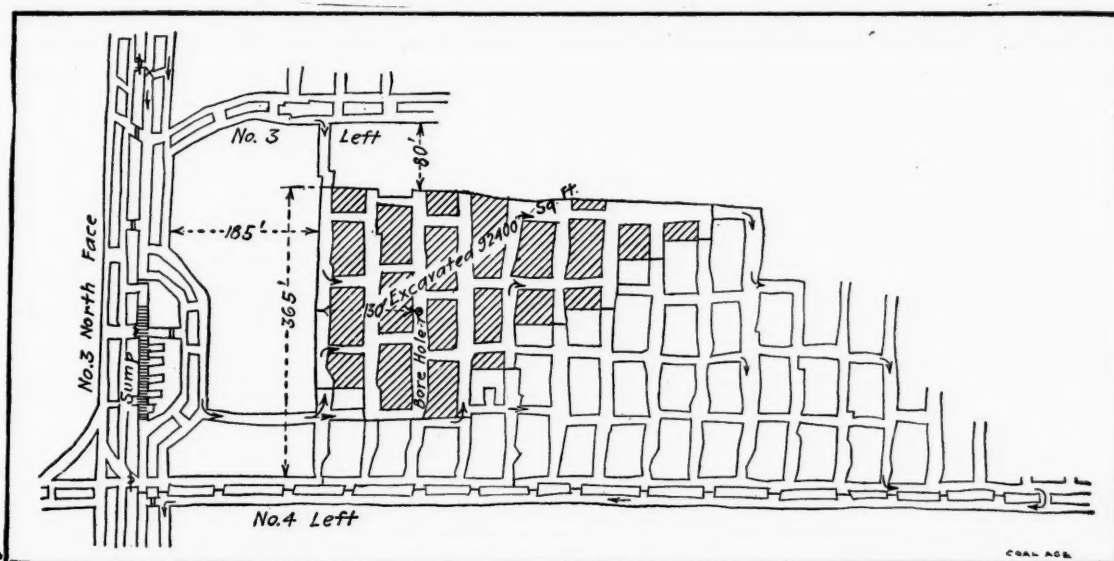 No. 3 Left
80'
No.3 North Face
185'
365'
Excavated 92400 Sq. Ft.
130'
Bore Hole
Sump
No.4 Left
COAL AGE